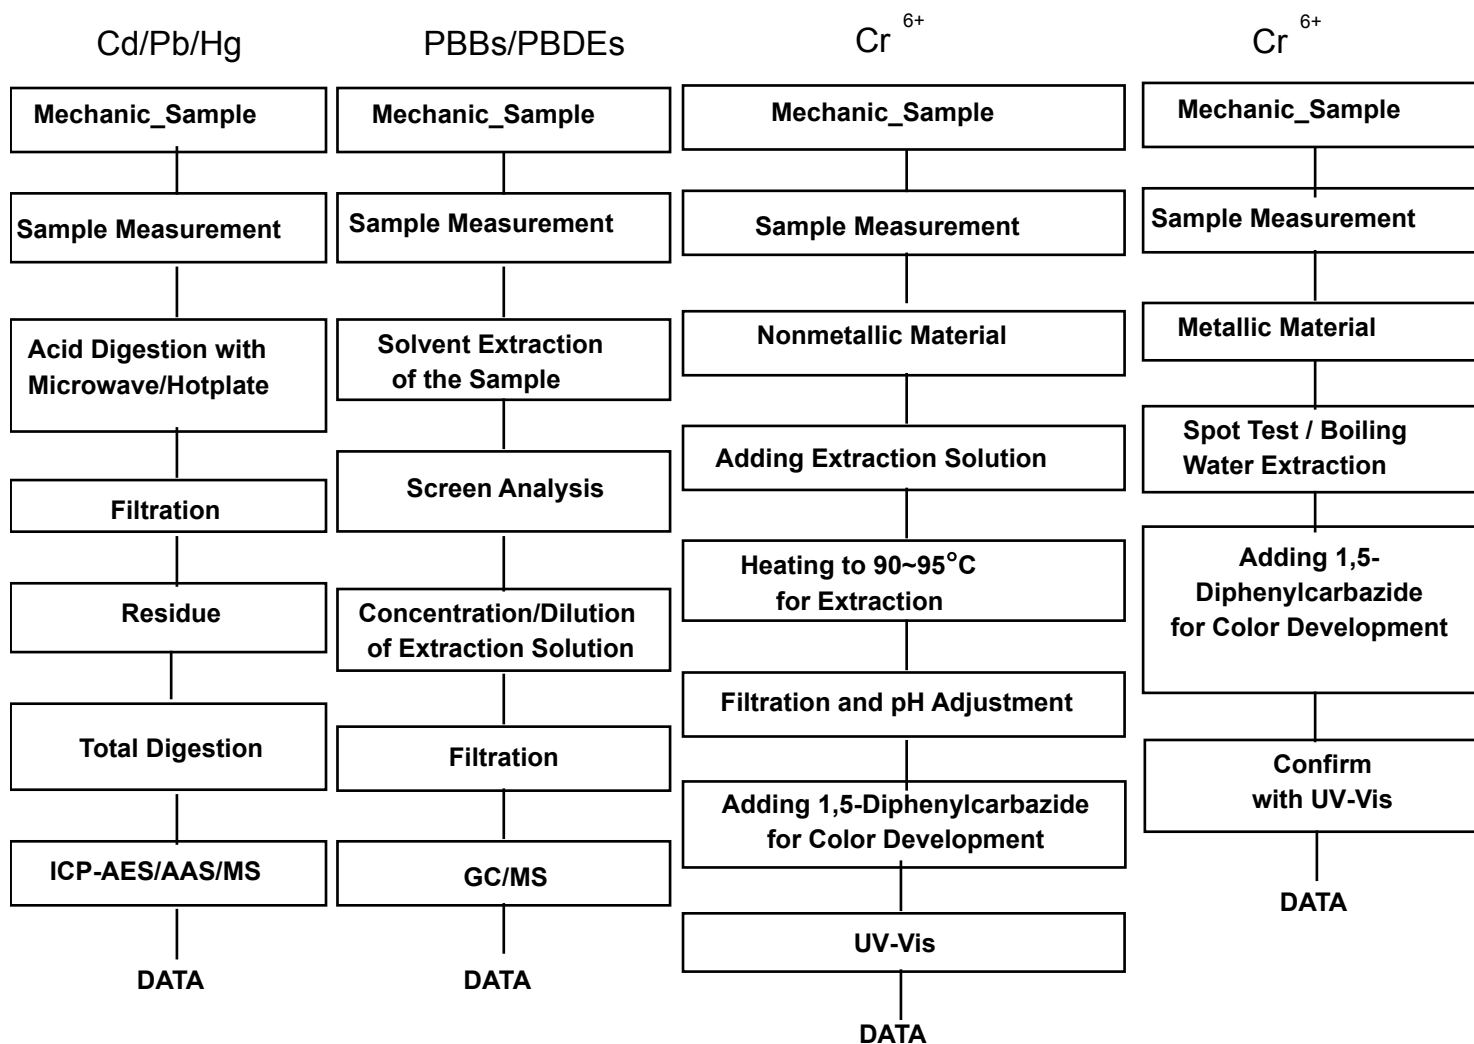 Cd/Pb/Hg
Mechanic_Sample
Sample Measurement
Acid Digestion with
Microwave/Hotplate
Filtration
Residue
Total Digestion
ICP-AES/AAS/MS
DATA
PBBs/PBDEs
Mechanic_Sample
Sample Measurement
Solvent Extraction
of the Sample
Screen Analysis
Concentration/Dilution
of Extraction Solution
Filtration
GC/MS
DATA
Cr 6+
Mechanic_Sample
Sample Measurement
Nonmetallic Material
Adding Extraction Solution
Heating to 90~95°C
for Extraction
Filtration and pH Adjustment
Adding 1,5-Diphenylcarbazide
for Color Development
UV-Vis
DATA
Cr 6+
Mechanic_Sample
Sample Measurement
Metallic Material
Spot Test / Boiling
Water Extraction
Adding 1,5-
Diphenylcarbazide
for Color Development
Confirm
with UV-Vis
DATA